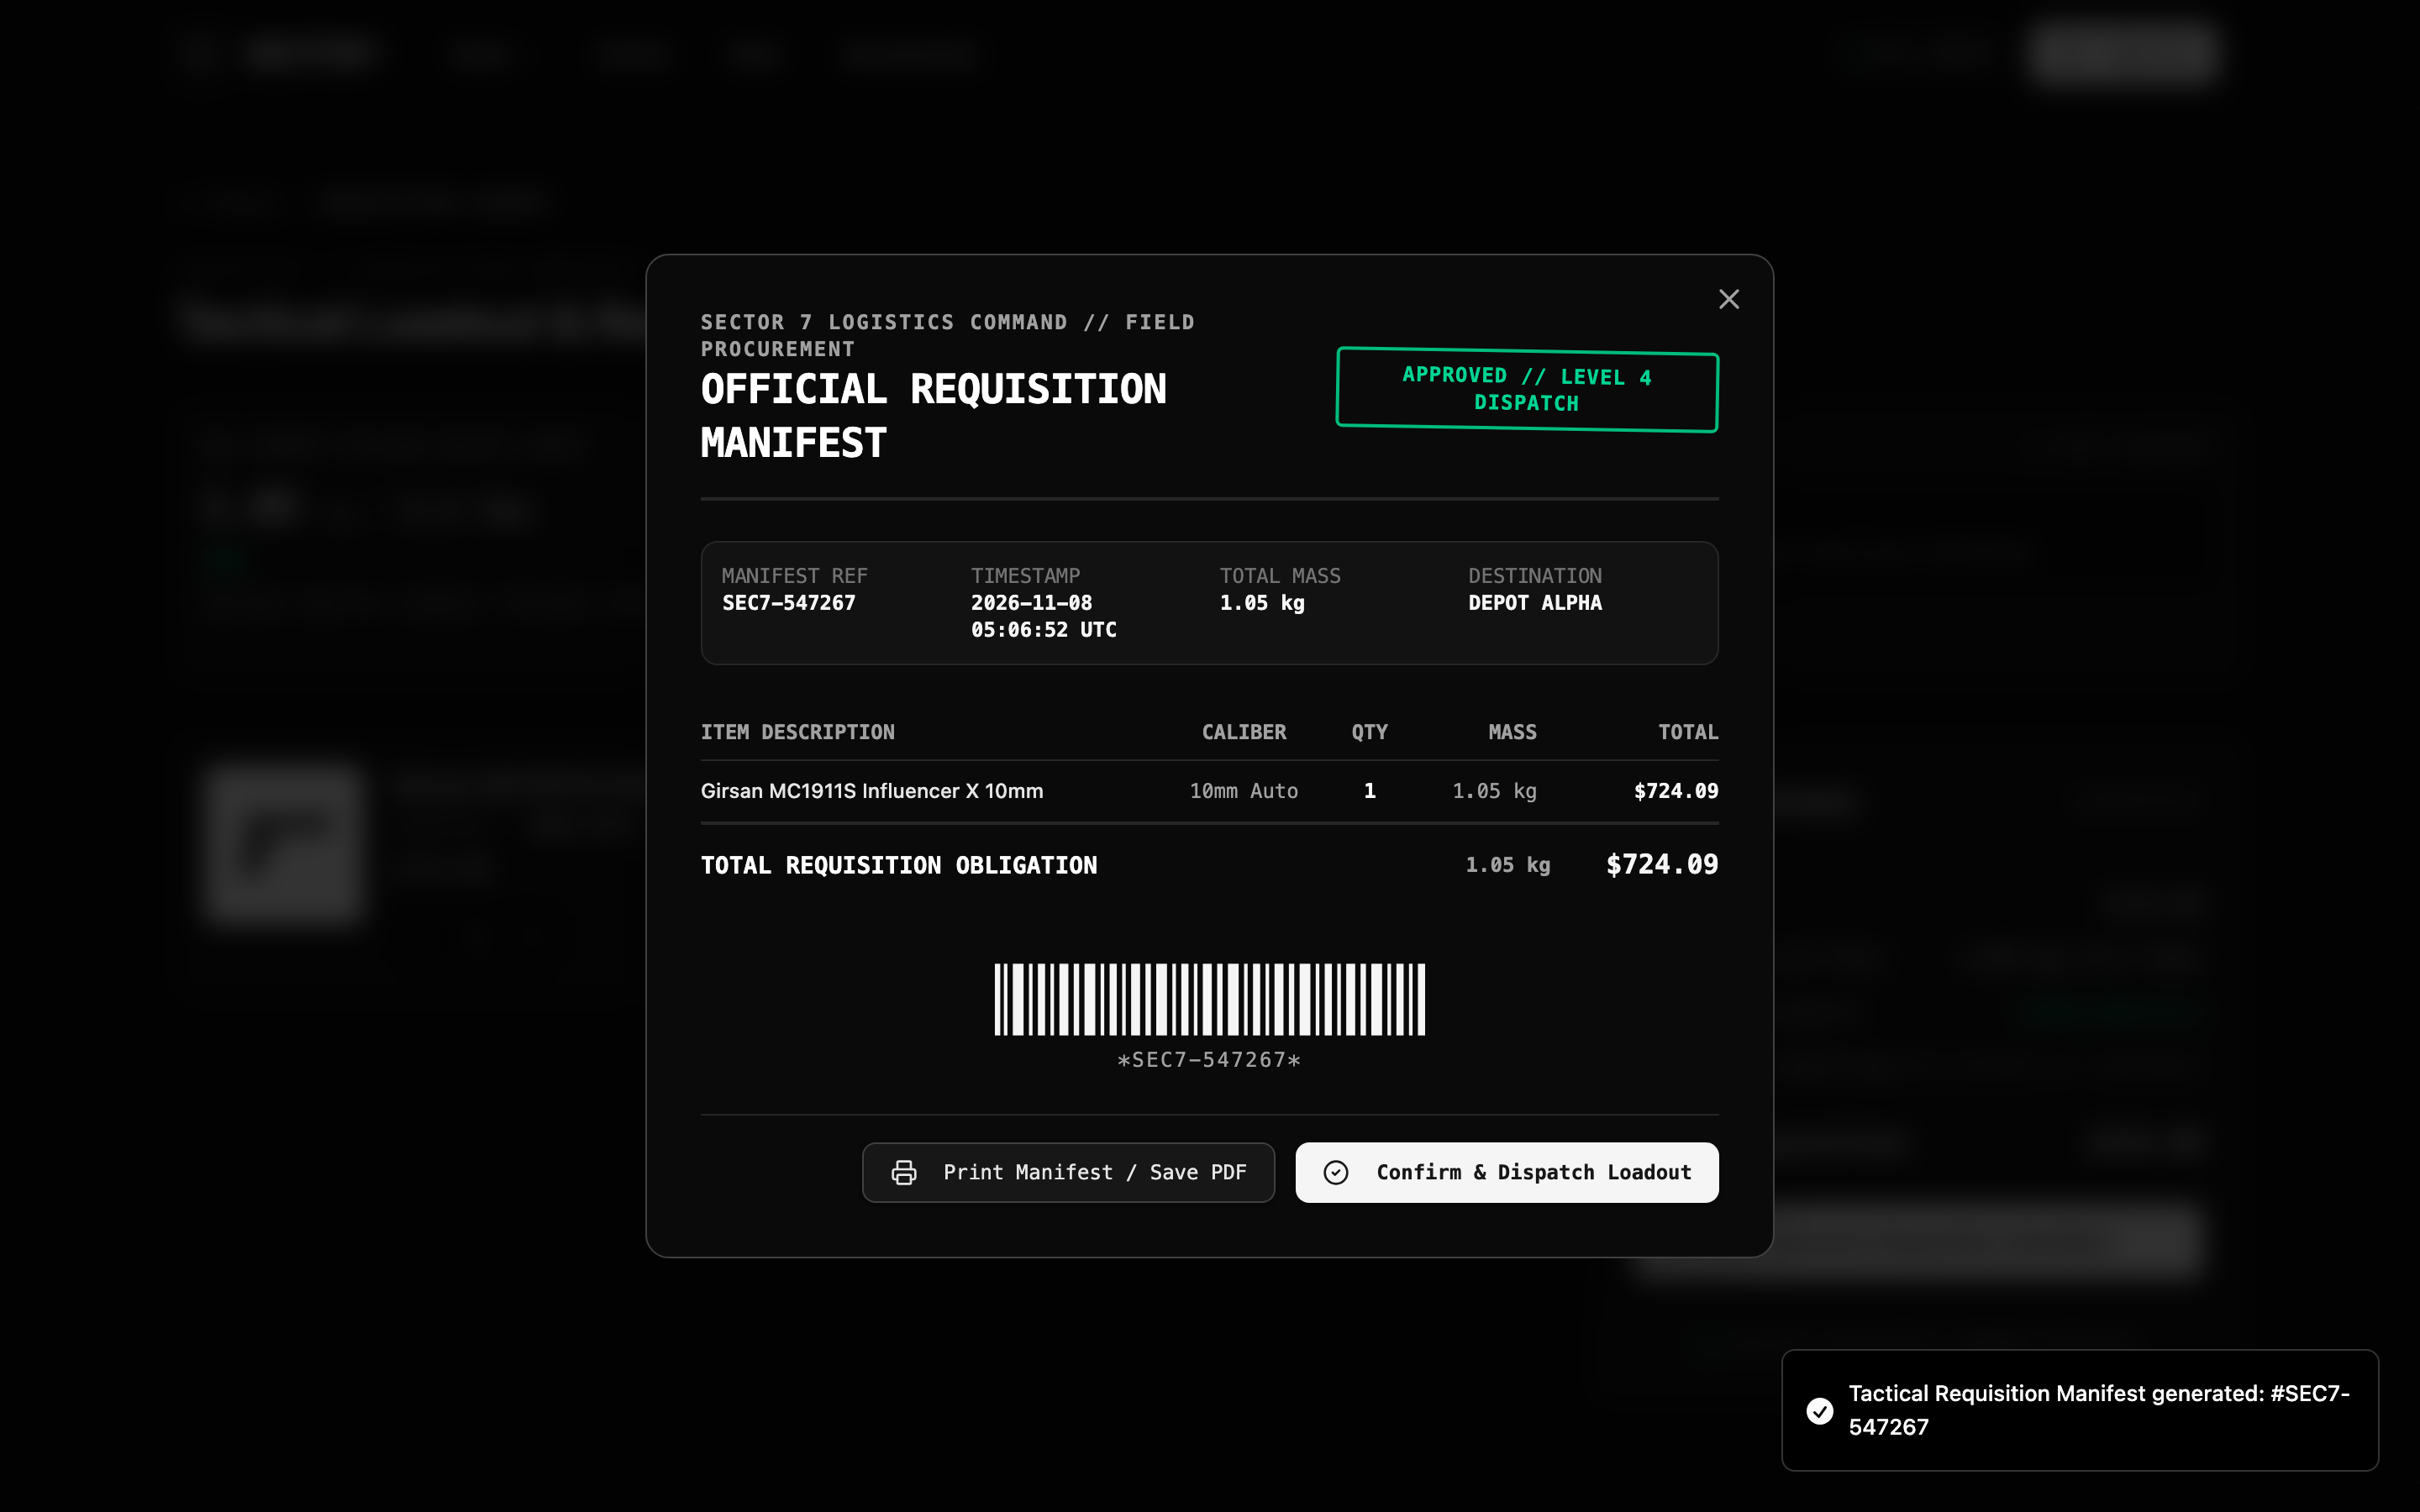 SECTOR 7 LOGISTICS COMMAND // FIELD
PROCUREMENT
OFFICIAL REQUISITION
MANIFEST
APPROVED // LEVEL 4
DISPATCH
MANIFEST REF
SEC7-547267
TIMESTAMP
2026-11-08
05:06:52 UTC
TOTAL MASS
1.05 kg
DESTINATION
DEPOT ALPHA
ITEM DESCRIPTION CALIBER QTY MASS TOTAL
Girsan MC1911S Influencer X 10mm 10mm Auto 1 1.05 kg $724.09
TOTAL REQUISITION OBLIGATION 1.05 kg $724.09
*SEC7-547267*
Print Manifest / Save PDF
Confirm & Dispatch Loadout
Tactical Requisition Manifest generated: #SEC7-
547267